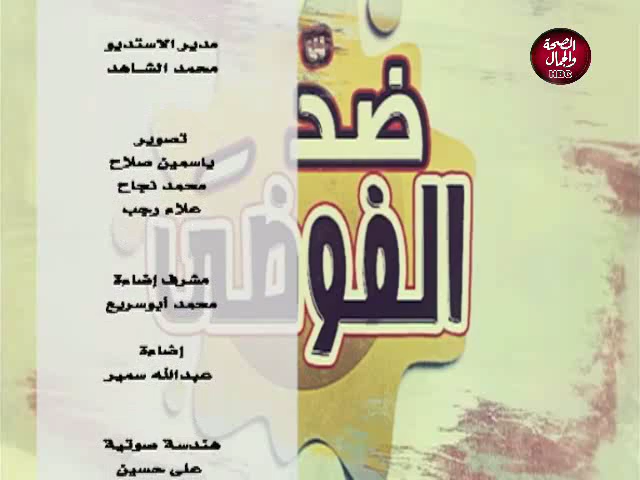 مدير الاستديو
محمد الشاهد
تصوير
ياسمين صلاح
محمد نجاح
علاء رجب
مشرف إضاءة
محمد أبوسريع
إضاءة
عبدالله سمير
هندسة صوتية
على حسين
ضد
الفوضى
الصحة
والجمال
HBC